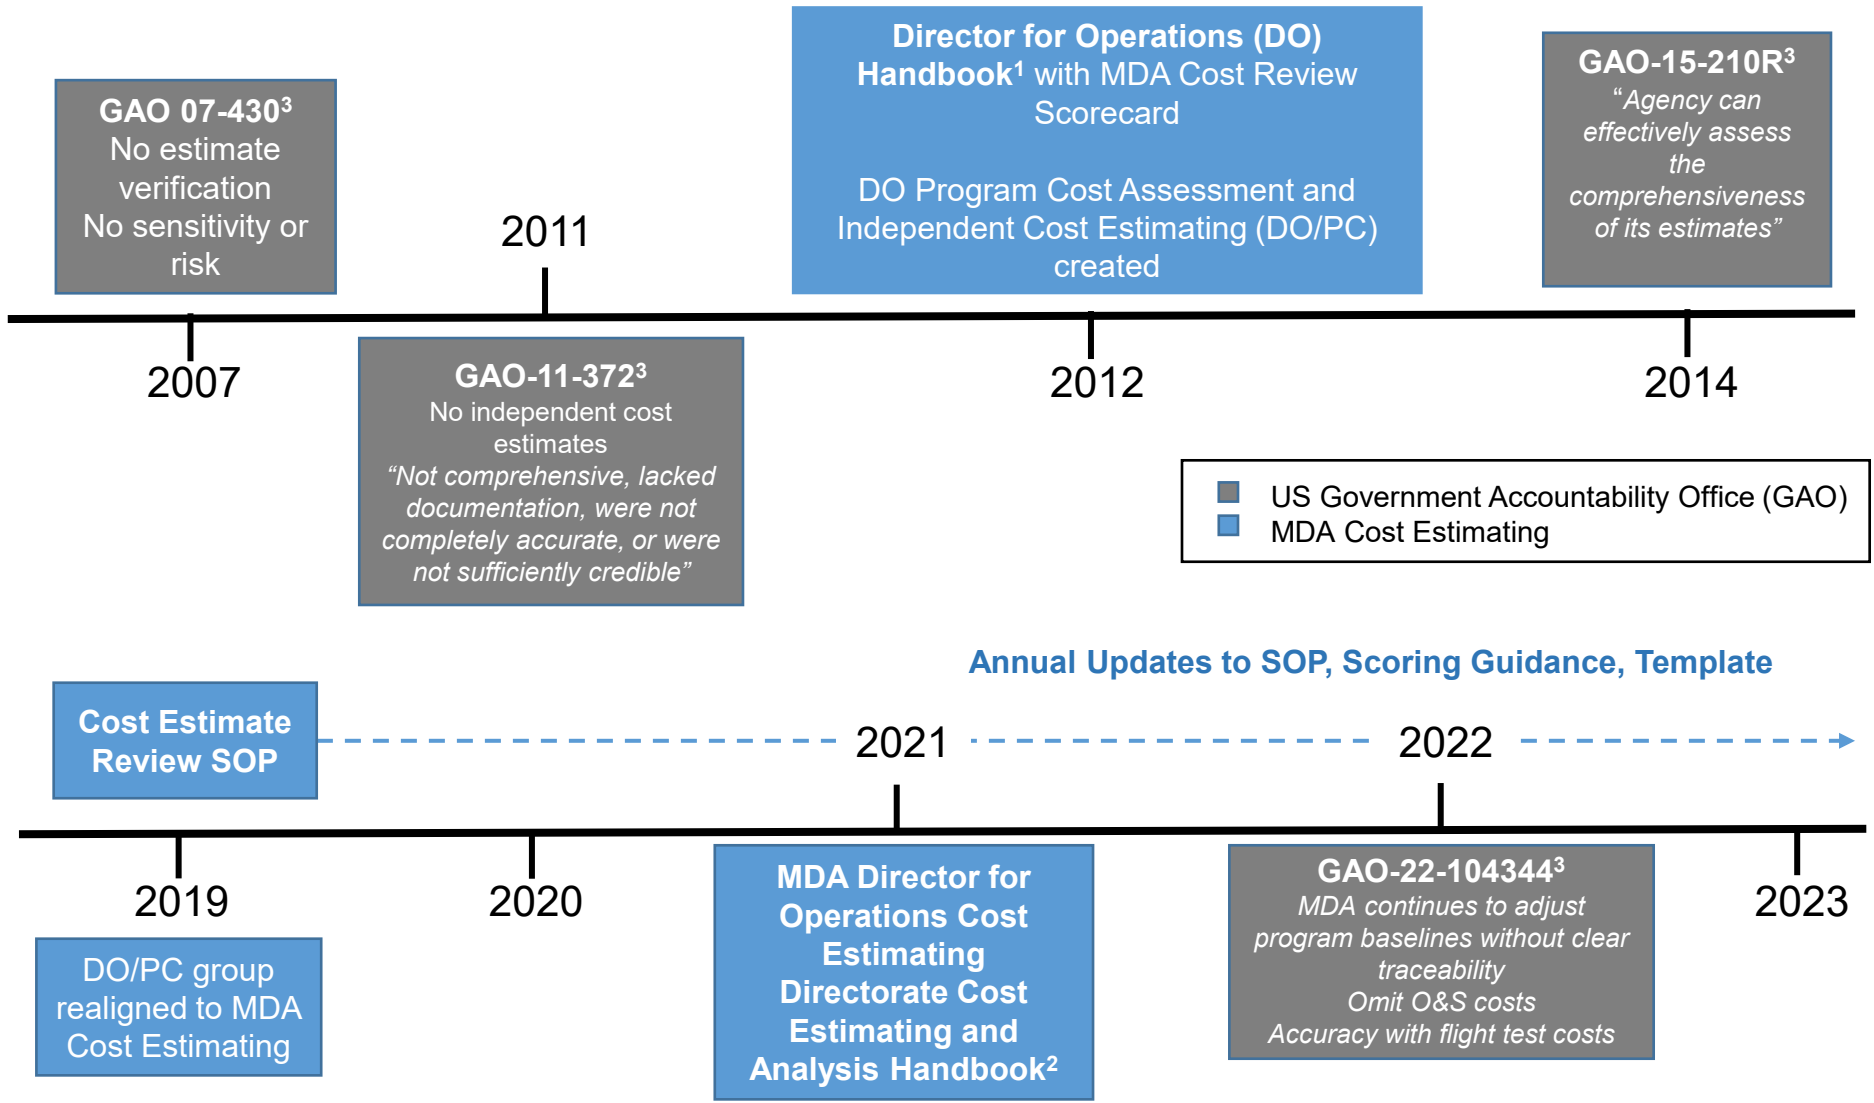 GAO 07-430³
No estimate
verification
No sensitivity or
risk
2007
2011
GAO-11-372³
No independent cost
estimates
“Not comprehensive, lacked
documentation, were not
completely accurate, or were
not sufficiently credible”
Director for Operations (DO)
Handbook¹ with MDA Cost Review
Scorecard
DO Program Cost Assessment and
Independent Cost Estimating (DO/PC)
created
2012
GAO-15-210R³
“Agency can
effectively assess
the
comprehensiveness
of its estimates”
2014
US Government Accountability Office (GAO)
MDA Cost Estimating
Annual Updates to SOP, Scoring Guidance, Template
Cost Estimate
Review SOP
2019
DO/PC group
realigned to MDA
Cost Estimating
2020
2021
MDA Director for
Operations Cost
Estimating
Directorate Cost
Estimating and
Analysis Handbook²
2022
GAO-22-104344³
MDA continues to adjust
program baselines without clear
traceability
Omit O&S costs
Accuracy with flight test costs
2023